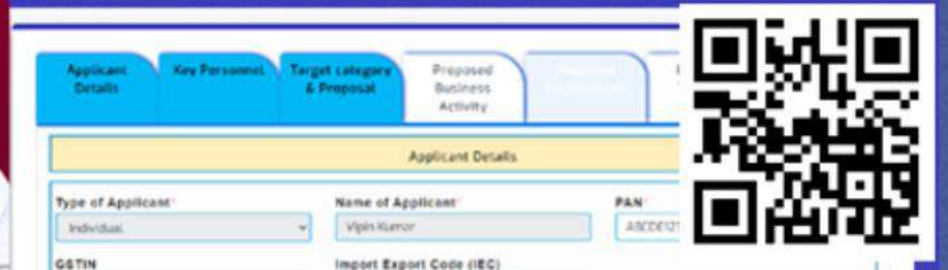 Applicant
Details
Key Personnel
Target category
& Proposal
Proposed
Business
Activity
Applicant Details
Type of Applicant*
Individual
Name of Applicant*
Vipin Kumar
PAN*
GSTIN
Import Export Code (IEC)